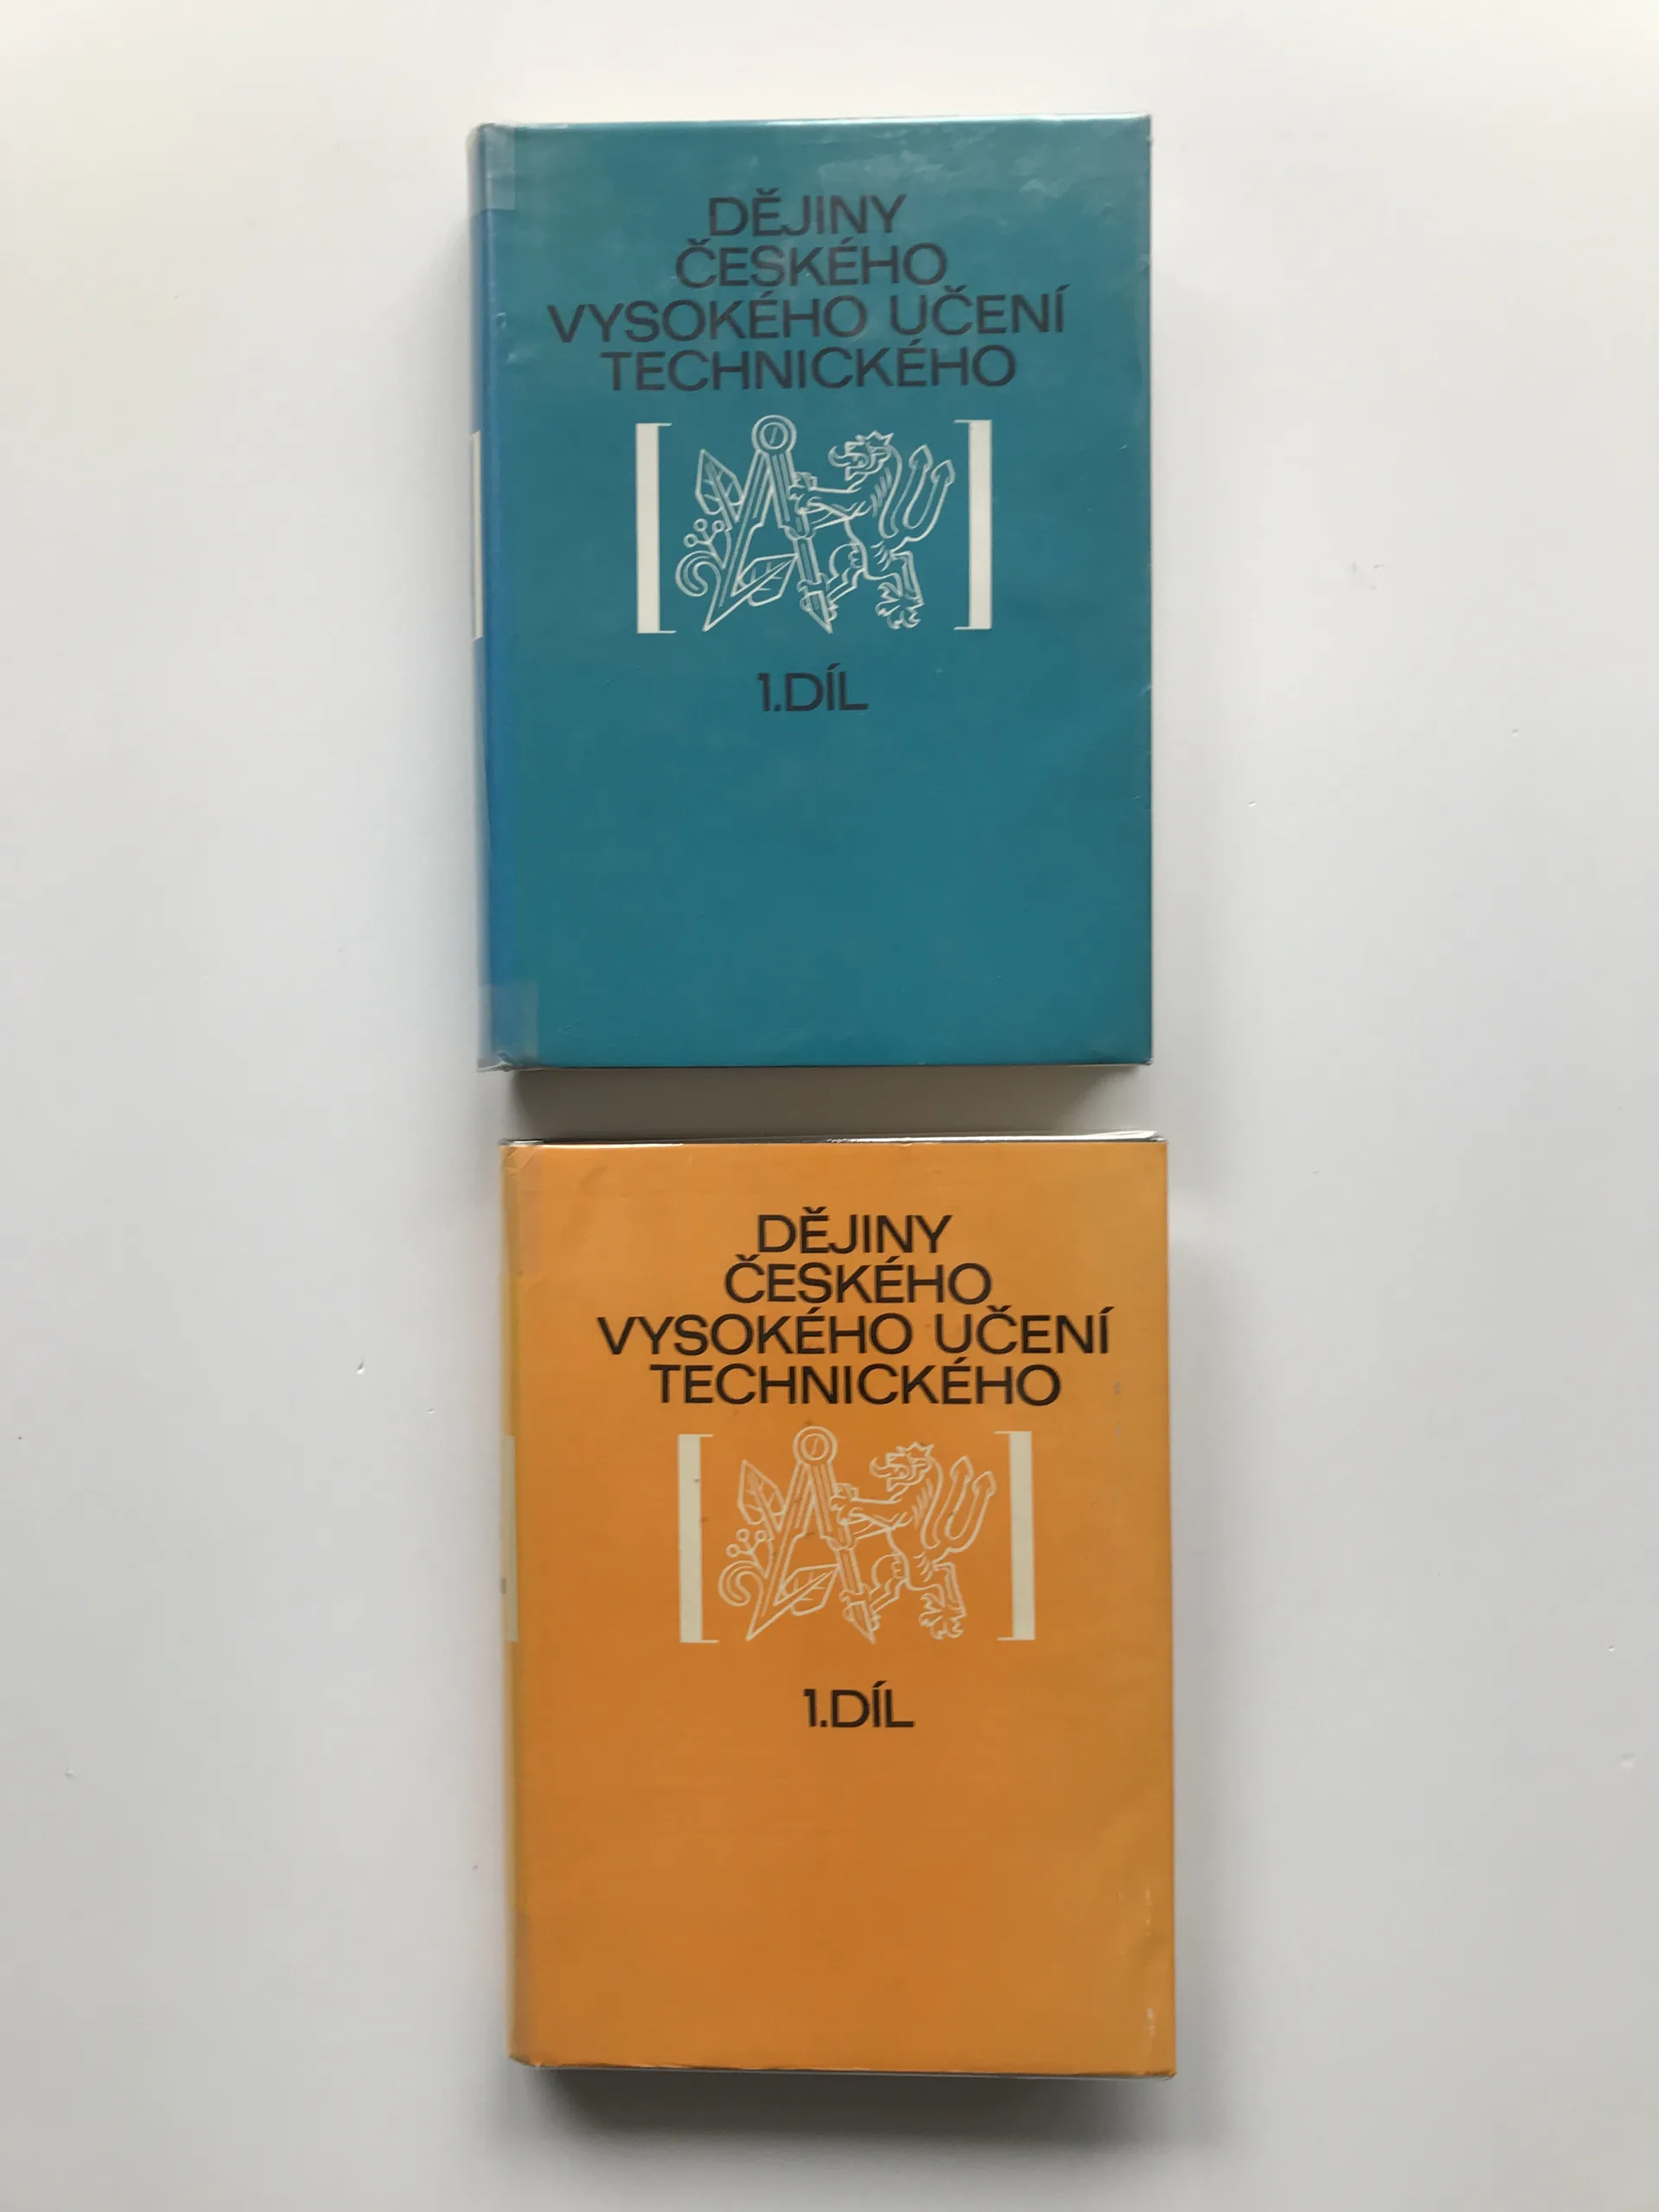 DĚJINY
ČESKÉHO
VYSOKÉHO UČENÍ
TECHNICKÉHO
1.DÍL
DĚJINY
ČESKÉHO
VYSOKÉHO UČENÍ
TECHNICKÉHO
1.DÍL